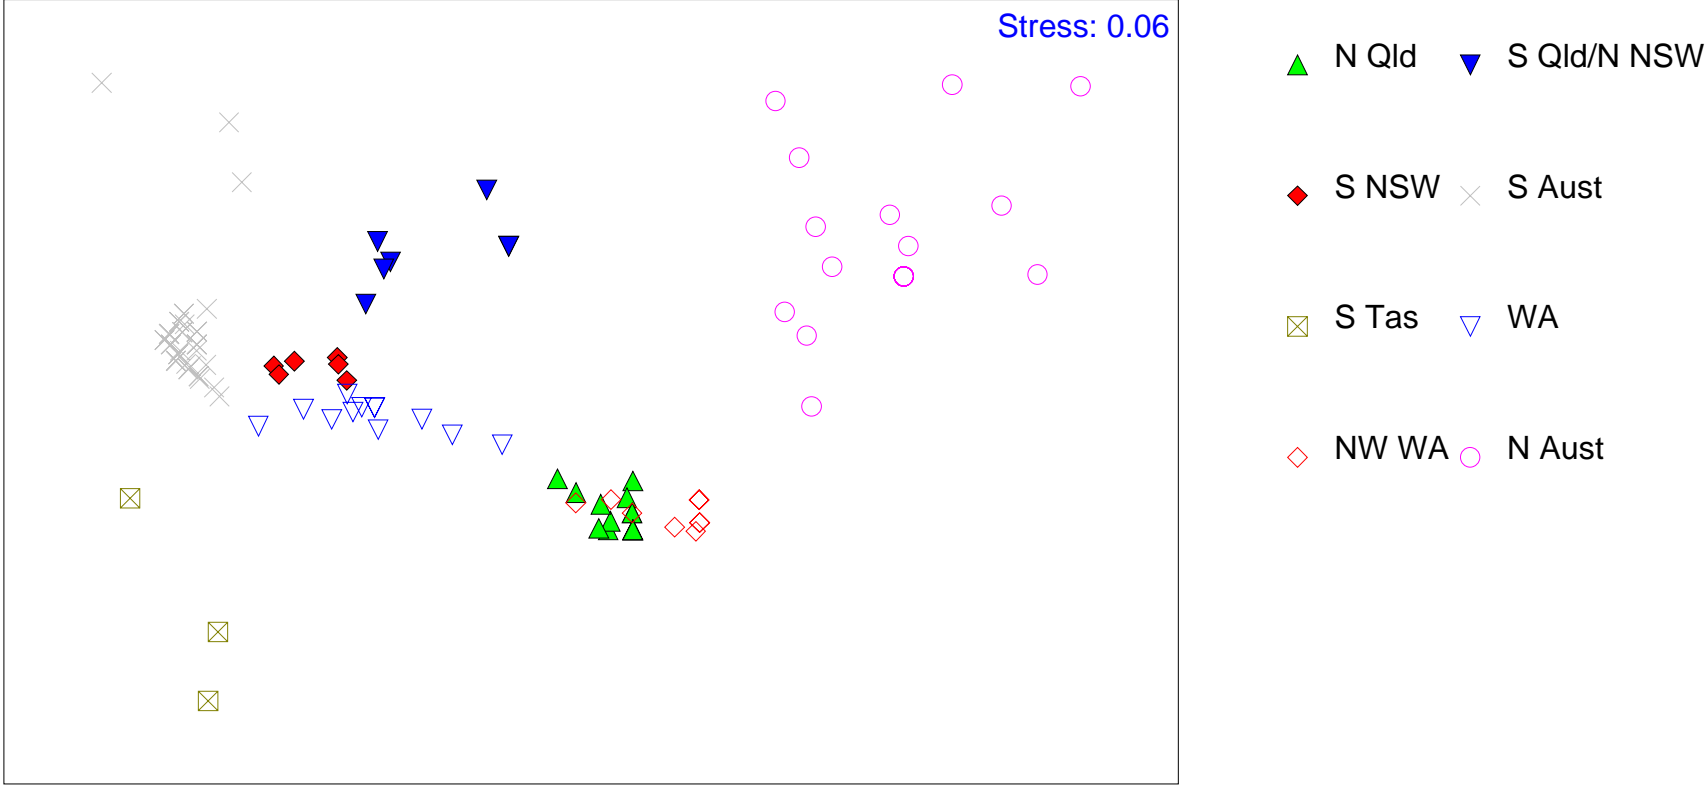 Stress: 0.06
N Qld
S Qld/N NSW
S NSW
S Aust
S Tas
WA
NW WA
N Aust